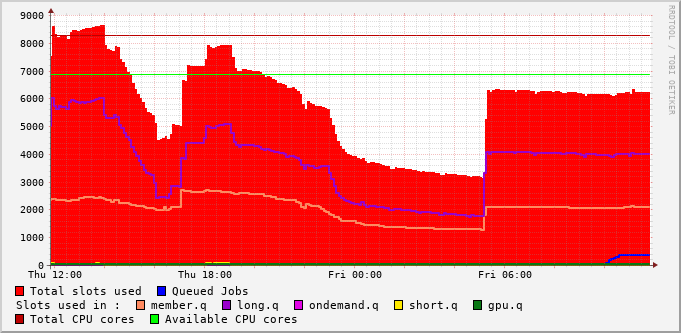 9000
8000
7000
6000
5000
4000
3000
2000
1000
0
Thu 12:00 Thu 18:00 Fri 00:00 Fri 06:00
Total slots used Queued Jobs
Slots used in : member.q long.q ondemand.q short.q gpu.q
Total CPU cores Available CPU cores
RRDTOOL / TOBI OETIKER